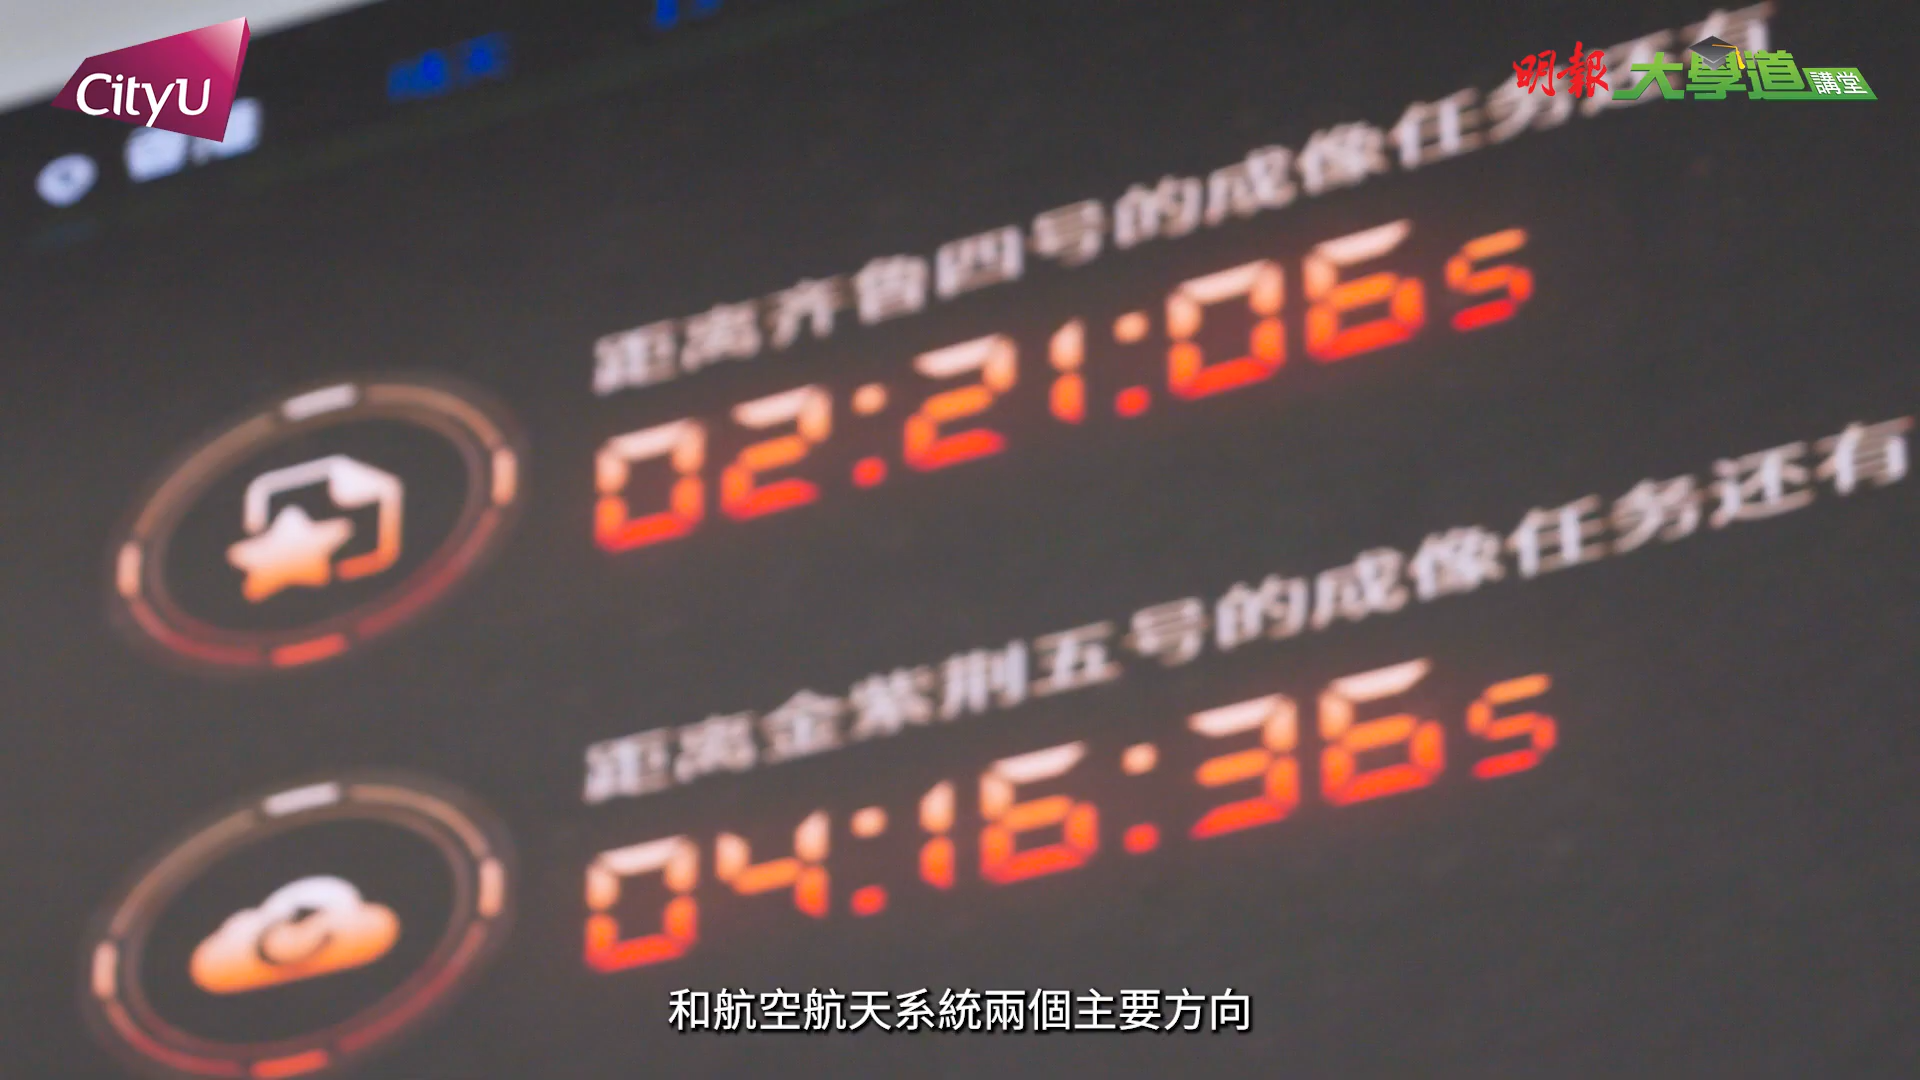 CityU
明報 大學道 講堂
距离齐鲁四号的成像任务还有
02:21:06s
距离金紫荆五号的成像任务还有
04:16:36s
和航空航天系統兩個主要方向